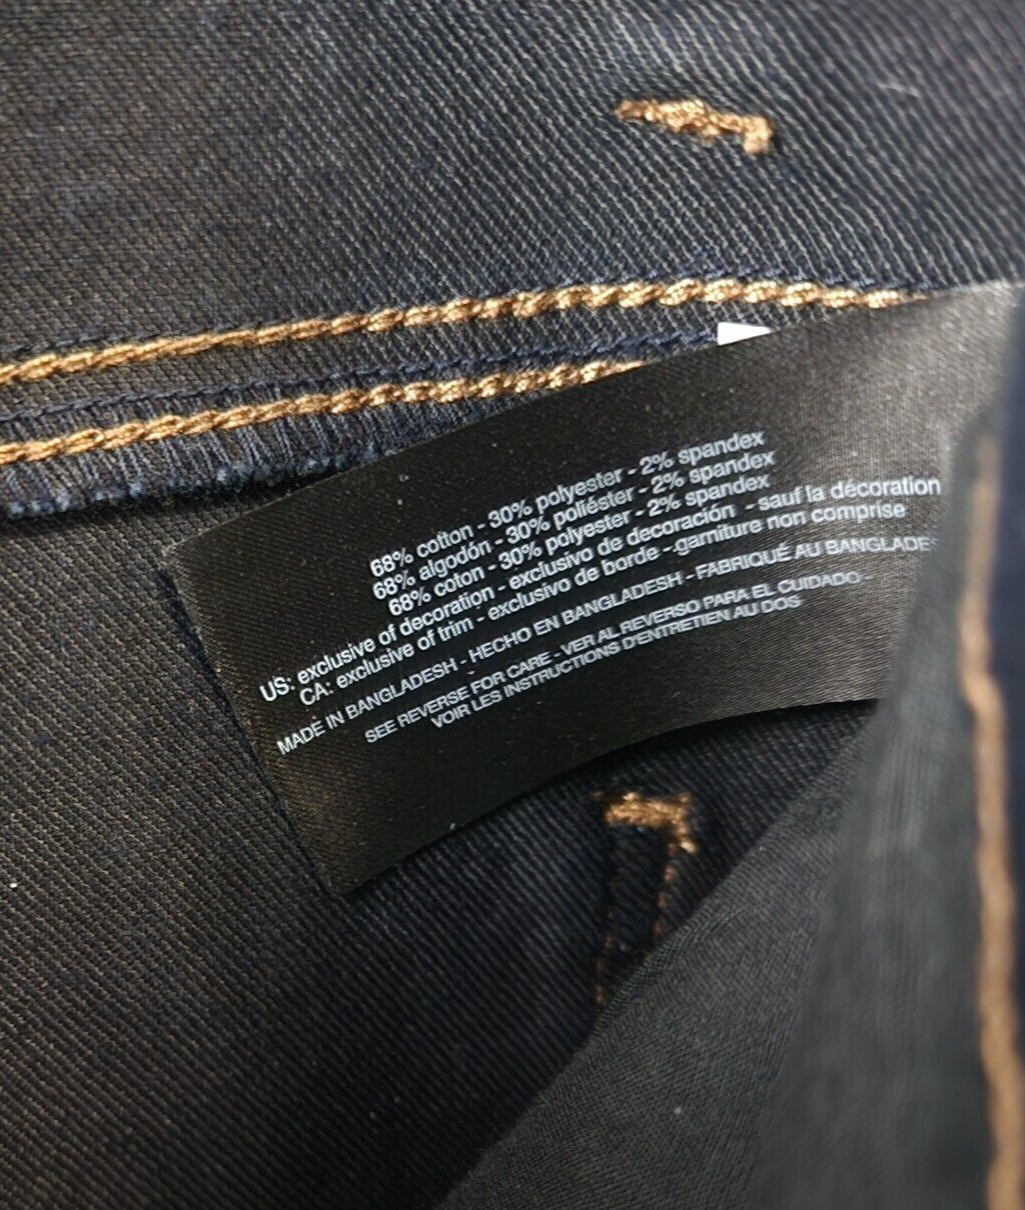 68% cotton - 30% polyester - 2% spandex
68% algodón - 30% poliéster - 2% spandex
68% coton - 30% polyester - 2% spandex
US: exclusive of decoration - exclusivo de decoración - sauf la décoration
CA: exclusive of trim - exclusivo de borde - garniture non comprise
MADE IN BANGLADESH - HECHO EN BANGLADESH - FABRIQUÉ AU BANGLADE
SEE REVERSE FOR CARE - VER AL REVERSO PARA EL CUIDADO -
VOIR LES INSTRUCTIONS D'ENTRETIEN AU DOS